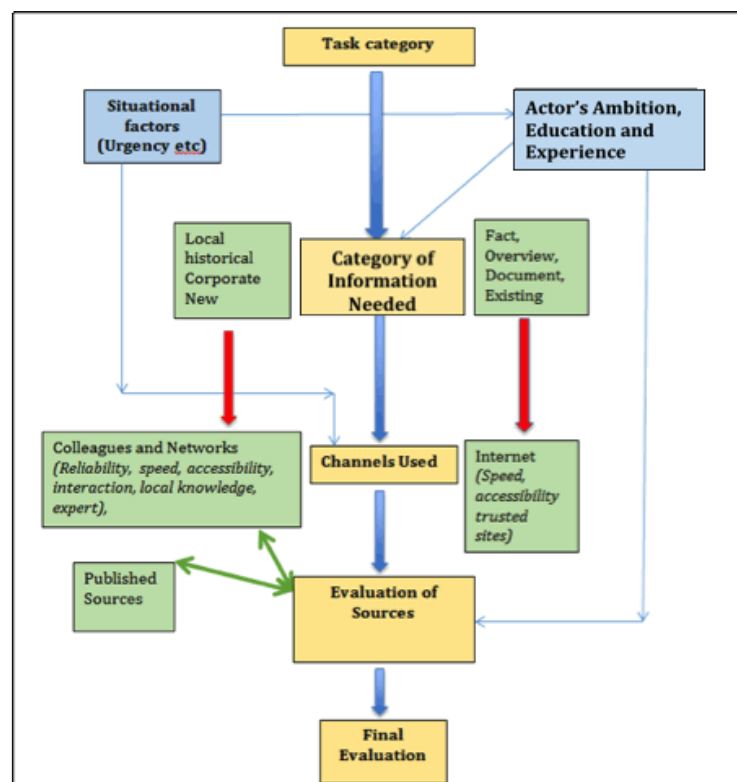 Task category
Situational
factors
(Urgency etc)
Actor's Ambition,
Education and
Experience
Local
historical
Corporate
New
Category of
Information
Needed
Fact,
Overview,
Document,
Existing
Colleagues and Networks
(Reliability, speed, accessibility,
interaction, local knowledge,
expert),
Channels Used
Internet
(Speed,
accessibility
trusted
sites)
Published
Sources
Evaluation of
Sources
Final
Evaluation